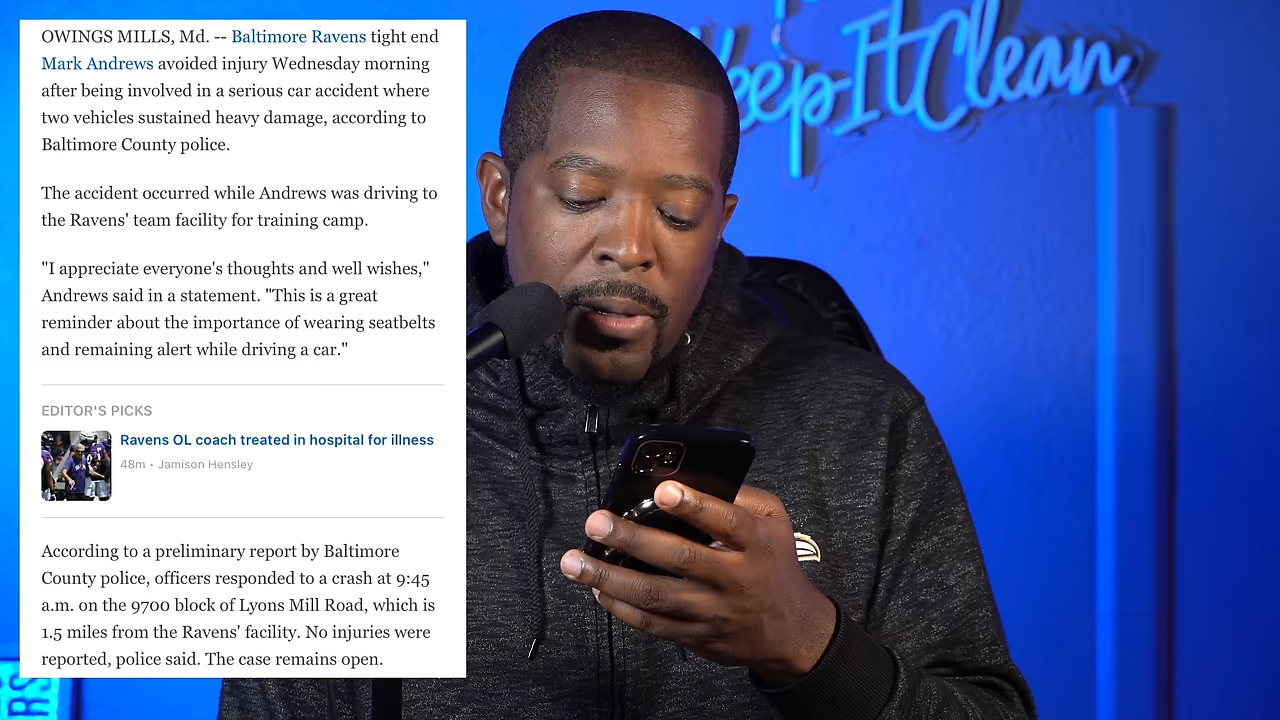 OWINGS MILLS, Md. -- Baltimore Ravens tight end
Mark Andrews avoided injury Wednesday morning
after being involved in a serious car accident where
two vehicles sustained heavy damage, according to
Baltimore County police.
The accident occurred while Andrews was driving to
the Ravens' team facility for training camp.
"I appreciate everyone's thoughts and well wishes,"
Andrews said in a statement. "This is a great
reminder about the importance of wearing seatbelts
and remaining alert while driving a car."
EDITOR'S PICKS
Ravens OL coach treated in hospital for illness
48m • Jamison Hensley
According to a preliminary report by Baltimore
County police, officers responded to a crash at 9:45
a.m. on the 9700 block of Lyons Mill Road, which is
1.5 miles from the Ravens' facility. No injuries were
reported, police said. The case remains open.
Keep It Clean